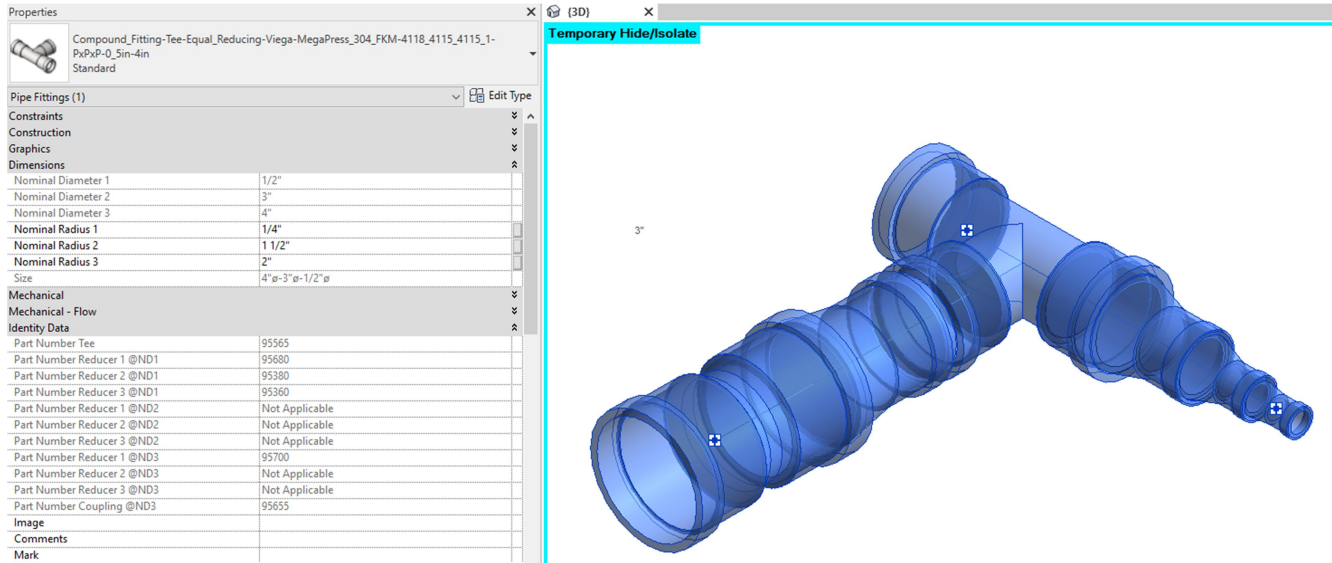 Properties
{3D}
Temporary Hide/Isolate
Compound_Fitting-Tee-Equal_Reducing-Viega-MegaPress_304_FKM-4118_4115_4115_1-
PxPxP-0_5in-4in
Standard
Pipe Fittings (1)
Edit Type
Constraints
Construction
Graphics
Dimensions
Nominal Diameter 1 1/2"
Nominal Diameter 2 3"
Nominal Diameter 3 4"
Nominal Radius 1 1/4"
Nominal Radius 2 1 1/2"
Nominal Radius 3 2"
Size 4"ø-3"ø-1/2"ø
Mechanical
Mechanical - Flow
Identity Data
Part Number Tee 95565
Part Number Reducer 1 @ND1 95680
Part Number Reducer 2 @ND1 95380
Part Number Reducer 3 @ND1 95360
Part Number Reducer 1 @ND2 Not Applicable
Part Number Reducer 2 @ND2 Not Applicable
Part Number Reducer 3 @ND2 Not Applicable
Part Number Reducer 1 @ND3 95700
Part Number Reducer 2 @ND3 Not Applicable
Part Number Reducer 3 @ND3 Not Applicable
Part Number Coupling @ND3 95655
Image
Comments
Mark
3"